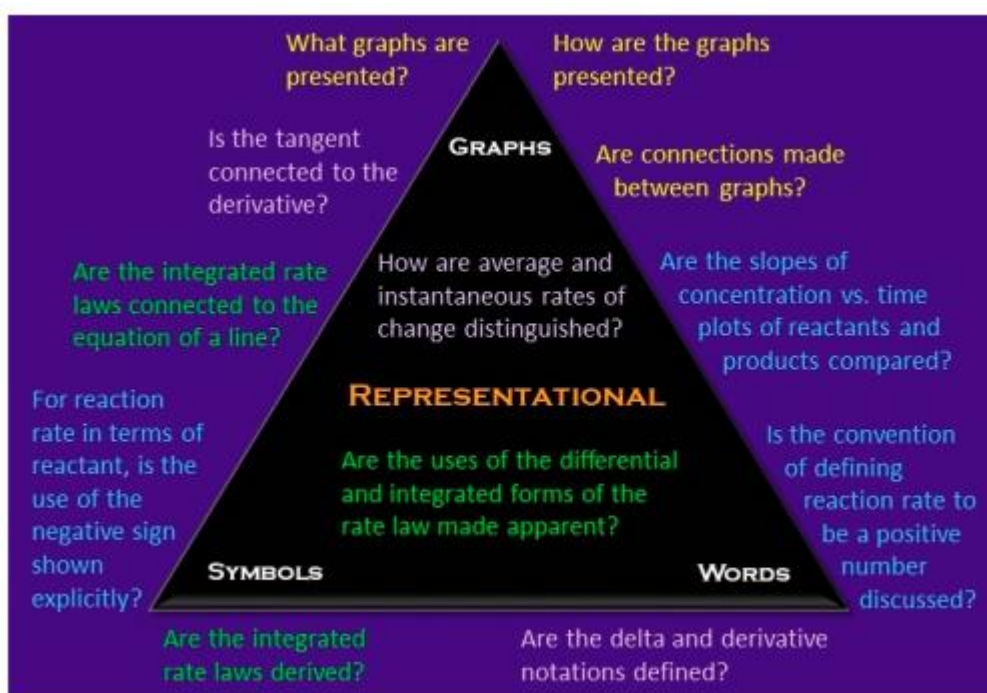 What graphs are
presented?
How are the graphs
presented?
Is the tangent
connected to the
derivative?
GRAPHS
Are connections made
between graphs?
Are the integrated rate
laws connected to the
equation of a line?
How are average and
instantaneous rates of
change distinguished?
Are the slopes of
concentration vs. time
plots of reactants and
products compared?
REPRESENTATIONAL
For reaction
rate in terms of
reactant, is the
use of the
negative sign
shown
explicitly?
Are the uses of the differential
and integrated forms of the
rate law made apparent?
Is the convention
of defining
reaction rate to
be a positive
number
discussed?
SYMBOLS
WORDS
Are the integrated
rate laws derived?
Are the delta and derivative
notations defined?